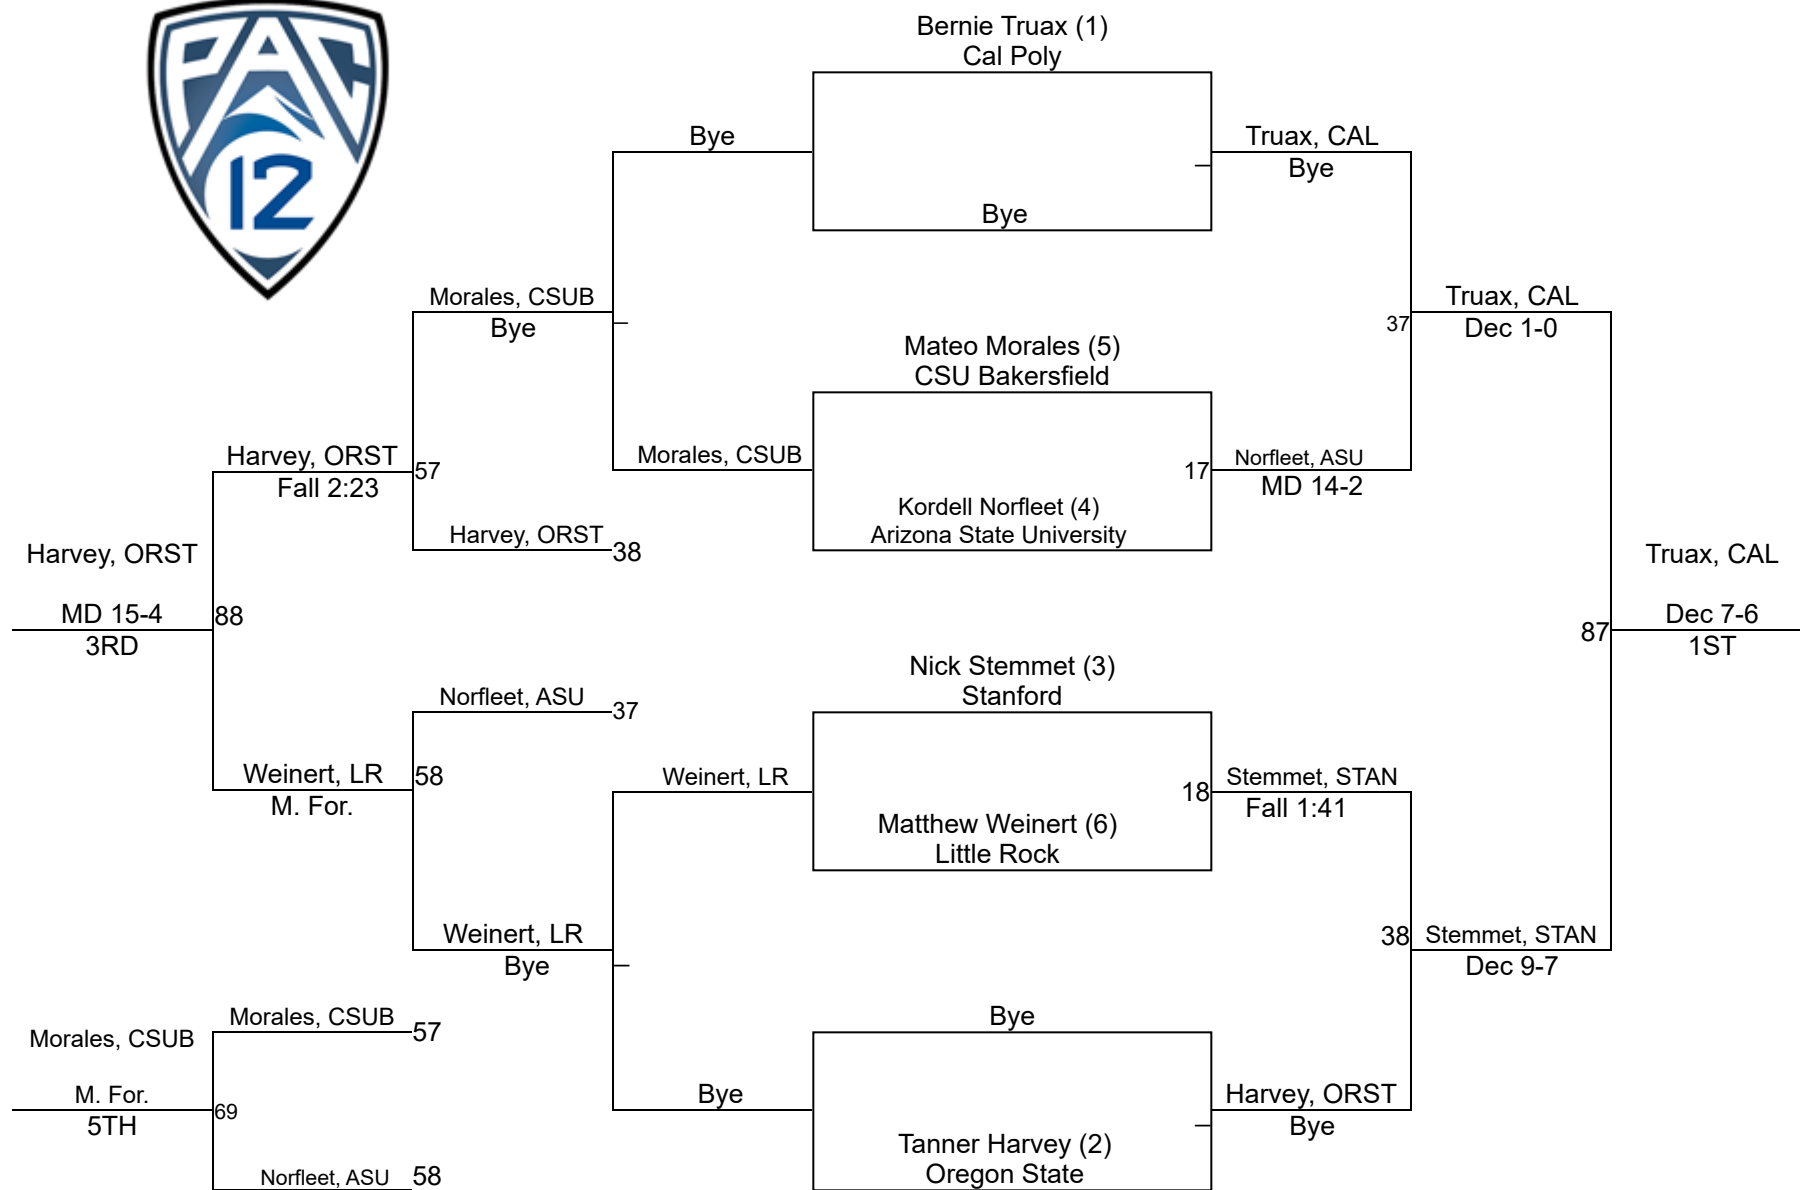 PAC
12
Bernie Truax (1)
Cal Poly
Bye
Truax, CAL
Bye
Bye
Morales, CSUB
Bye
Truax, CAL
37
Dec 1-0
Mateo Morales (5)
CSU Bakersfield
Harvey, ORST
57
Fall 2:23
Morales, CSUB
17
Norfleet, ASU
MD 14-2
Kordell Norfleet (4)
Arizona State University
Harvey, ORST
38
Harvey, ORST
MD 15-4
88
3RD
Truax, CAL
Dec 7-6
87
1ST
Nick Stemmet (3)
Stanford
Norfleet, ASU
37
Weinert, LR
58
M. For.
Weinert, LR
18
Stemmet, STAN
Fall 1:41
Matthew Weinert (6)
Little Rock
Weinert, LR
Bye
38
Stemmet, STAN
Dec 9-7
Bye
Morales, CSUB
57
Morales, CSUB
M. For.
69
5TH
Bye
Harvey, ORST
Bye
Tanner Harvey (2)
Oregon State
Norfleet, ASU
58